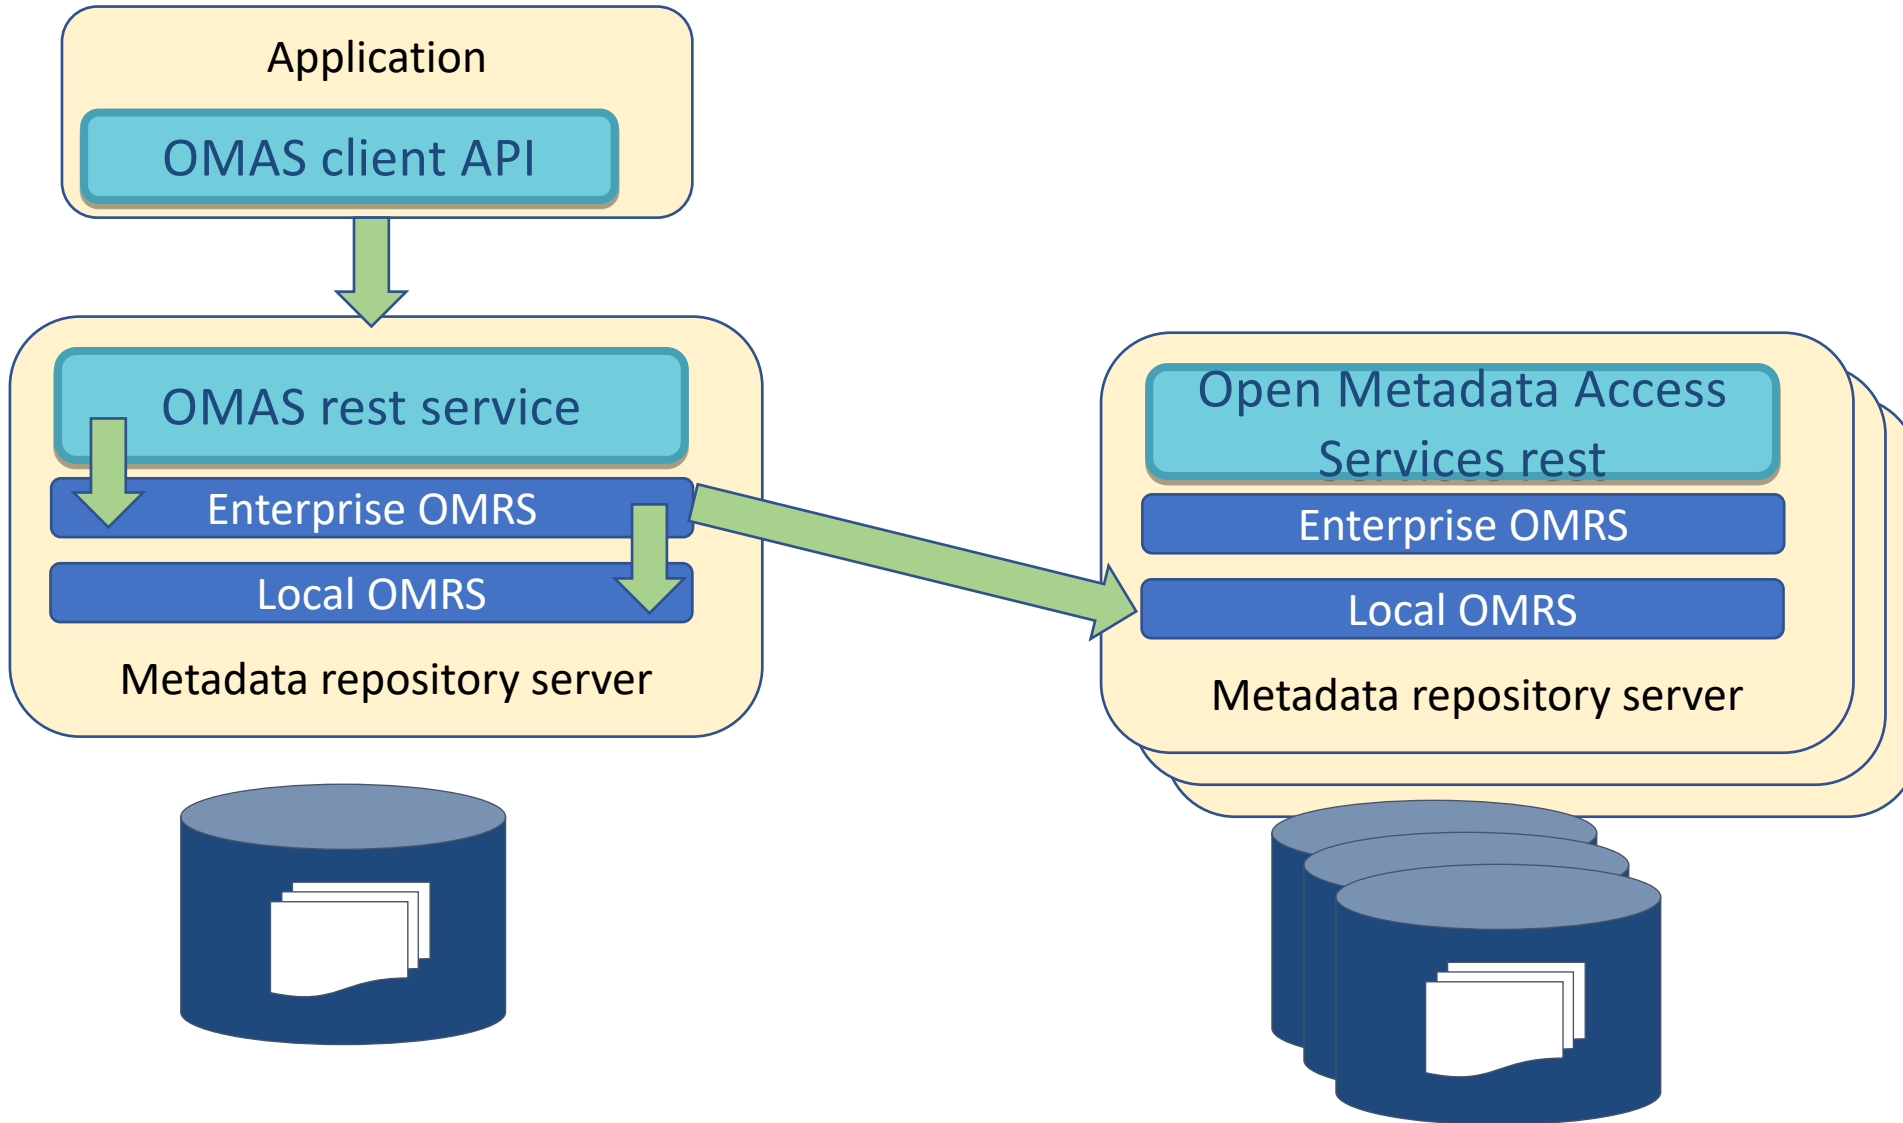 Application
OMAS client API
OMAS rest service
Enterprise OMRS
Local OMRS
Metadata repository server
Open Metadata Access
Services rest
Enterprise OMRS
Local OMRS
Metadata repository server